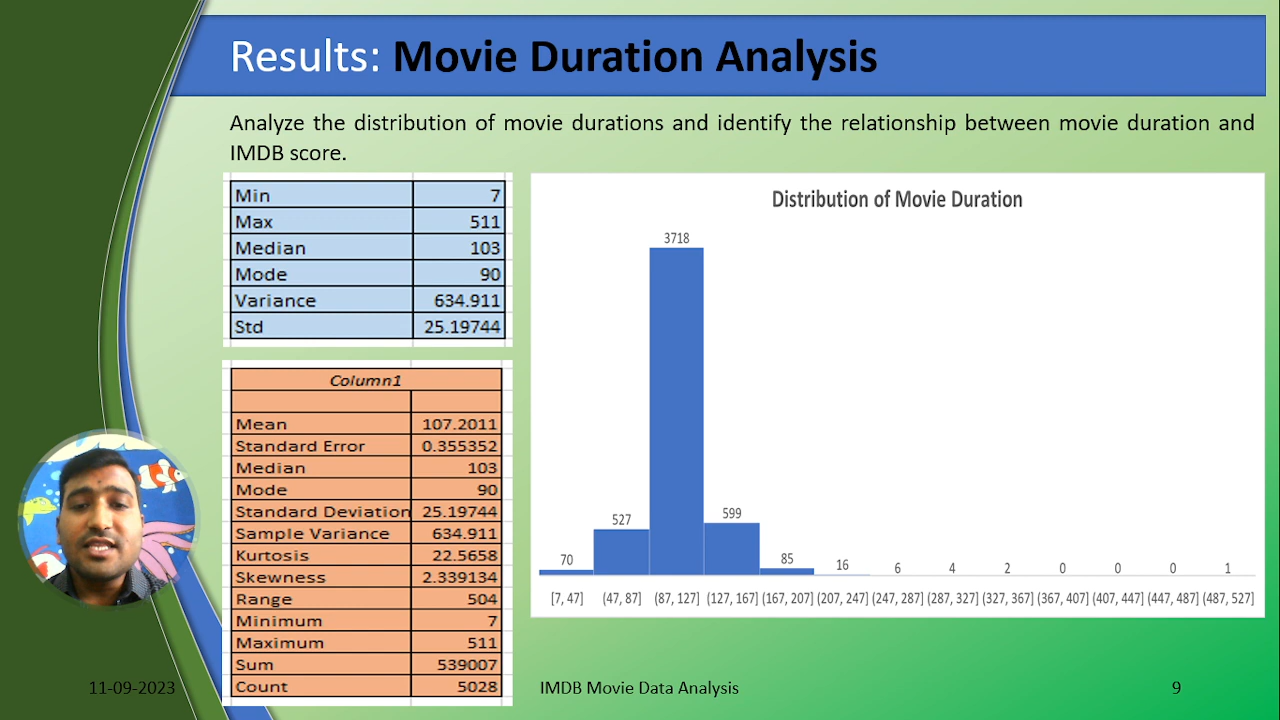 Results: Movie Duration Analysis
Analyze the distribution of movie durations and identify the relationship between movie duration and
IMDB score.
Min 7
Max 511
Median 103
Mode 90
Variance 634.911
Std 25.19744
Column1
Mean 107.2011
Standard Error 0.355352
Median 103
Mode 90
Standard Deviation 25.19744
Sample Variance 634.911
Kurtosis 22.5658
Skewness 2.339134
Range 504
Minimum 7
Maximum 511
Sum 539007
Count 5028
Distribution of Movie Duration
70 527 3718 599 85 16 6 4 2 0 0 0 1
[7, 47] (47, 87] (87, 127] (127, 167] (167, 207] (207, 247] (247, 287] (287, 327] (327, 367] (367, 407] (407, 447] (447, 487] (487, 527]
11-09-2023 IMDB Movie Data Analysis 9